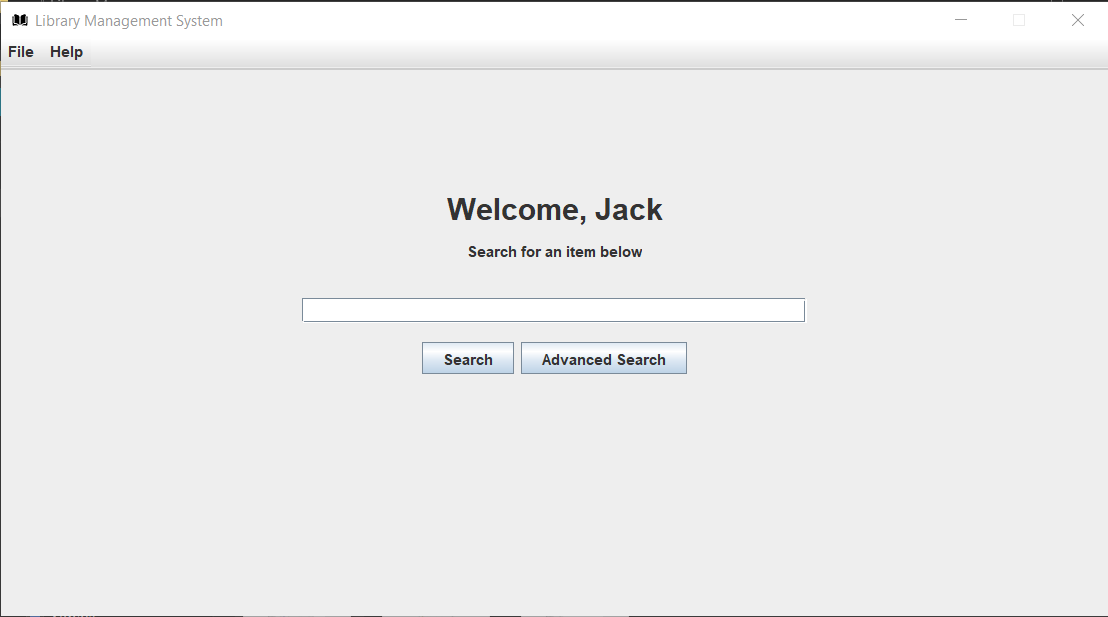 Library Management System
File Help
Welcome, Jack
Search for an item below
Search Advanced Search